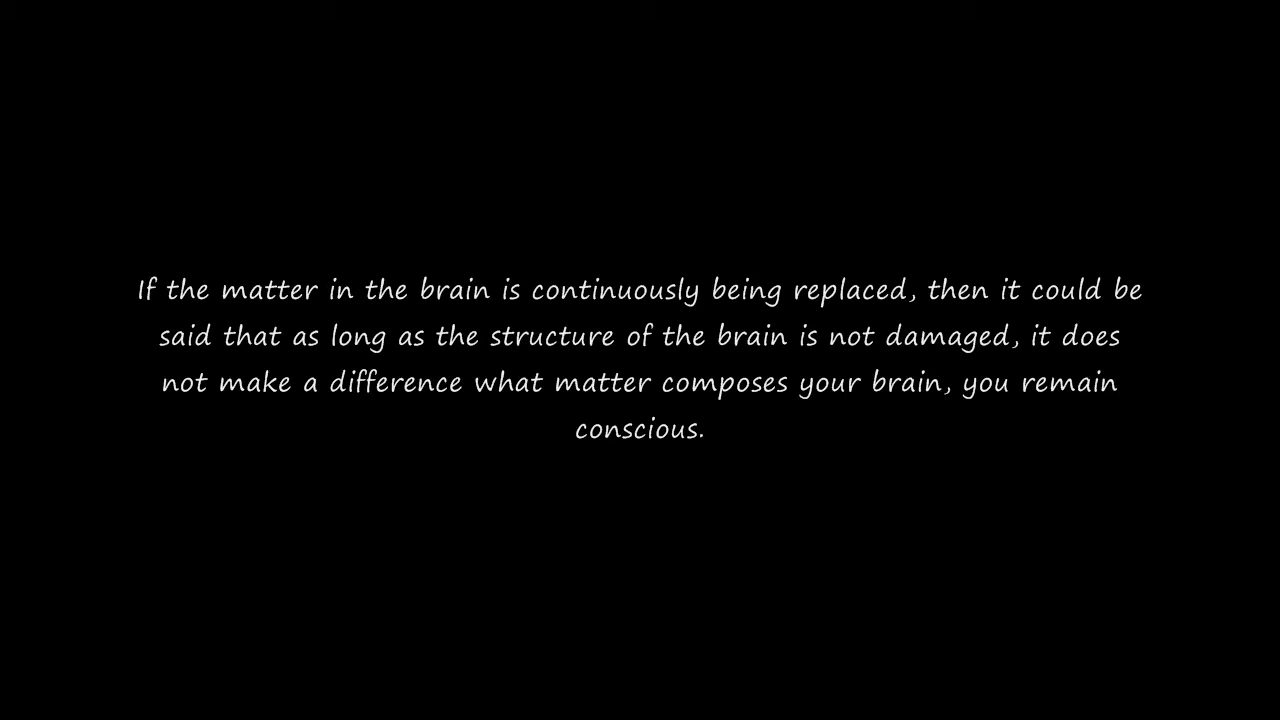 If the matter in the brain is continuously being replaced, then it could be
said that as long as the structure of the brain is not damaged, it does
not make a difference what matter composes your brain, you remain
conscious.